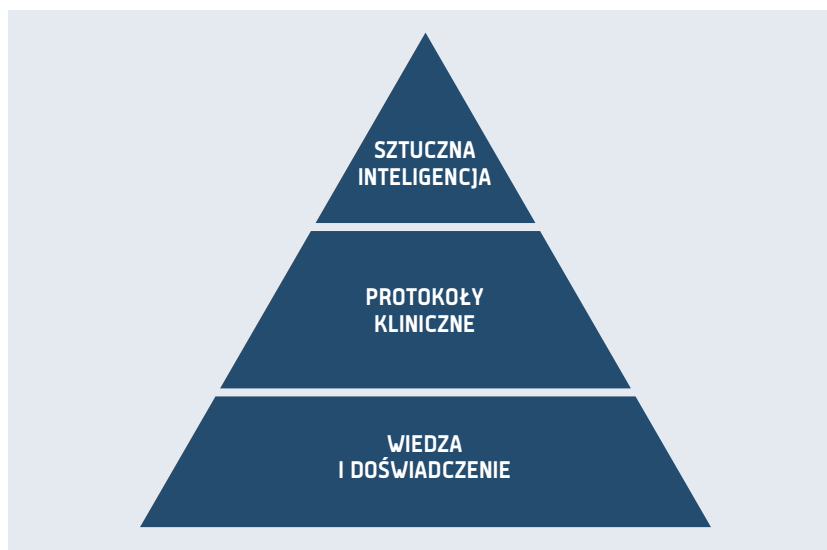 SZTUCZNA
INTELIGENCJA
PROTOKOŁY
KLINICZNE
WIEDZA
I DOŚWIADCZENIE